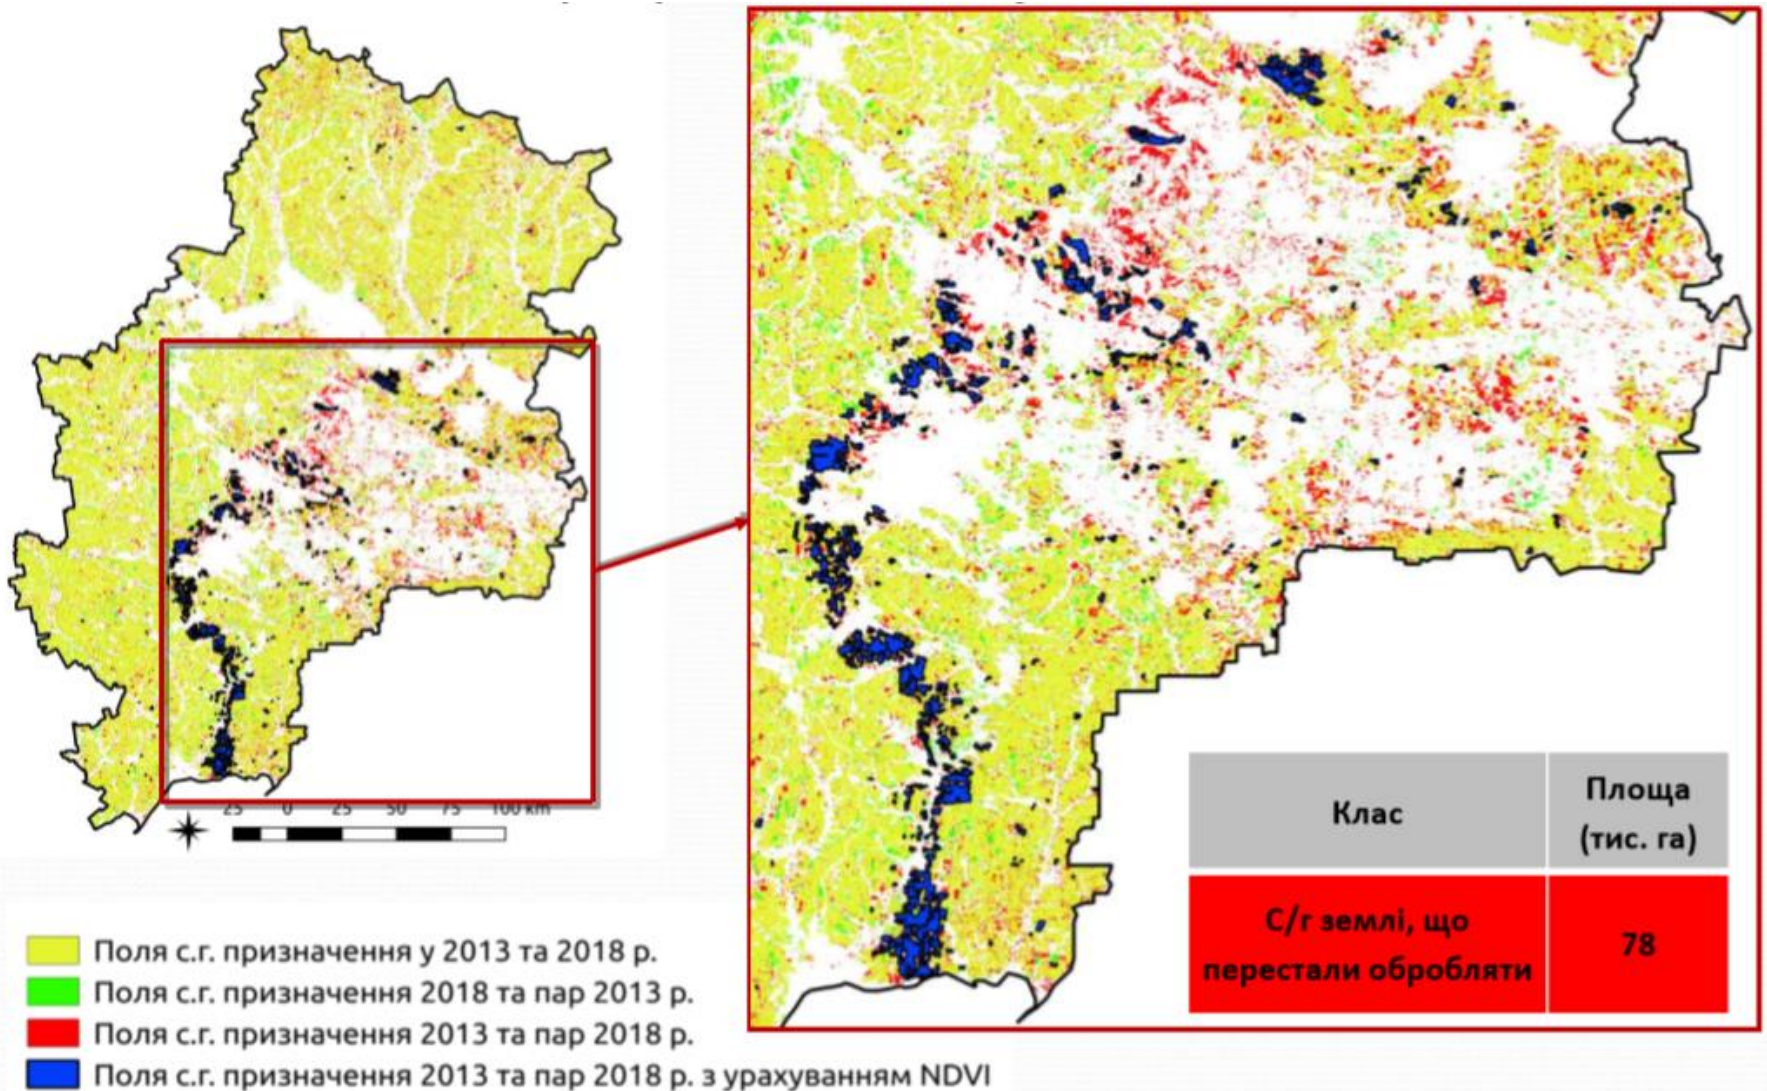 25 0 25 50 75 100 km
Клас
Площа
(тис. га)
С/г землі, що
перестали обробляти
78
Поля с.г. призначення у 2013 та 2018 р.
Поля с.г. призначення 2018 та пар 2013 р.
Поля с.г. призначення 2013 та пар 2018 р.
Поля с.г. призначення 2013 та пар 2018 р. з урахуванням NDVI